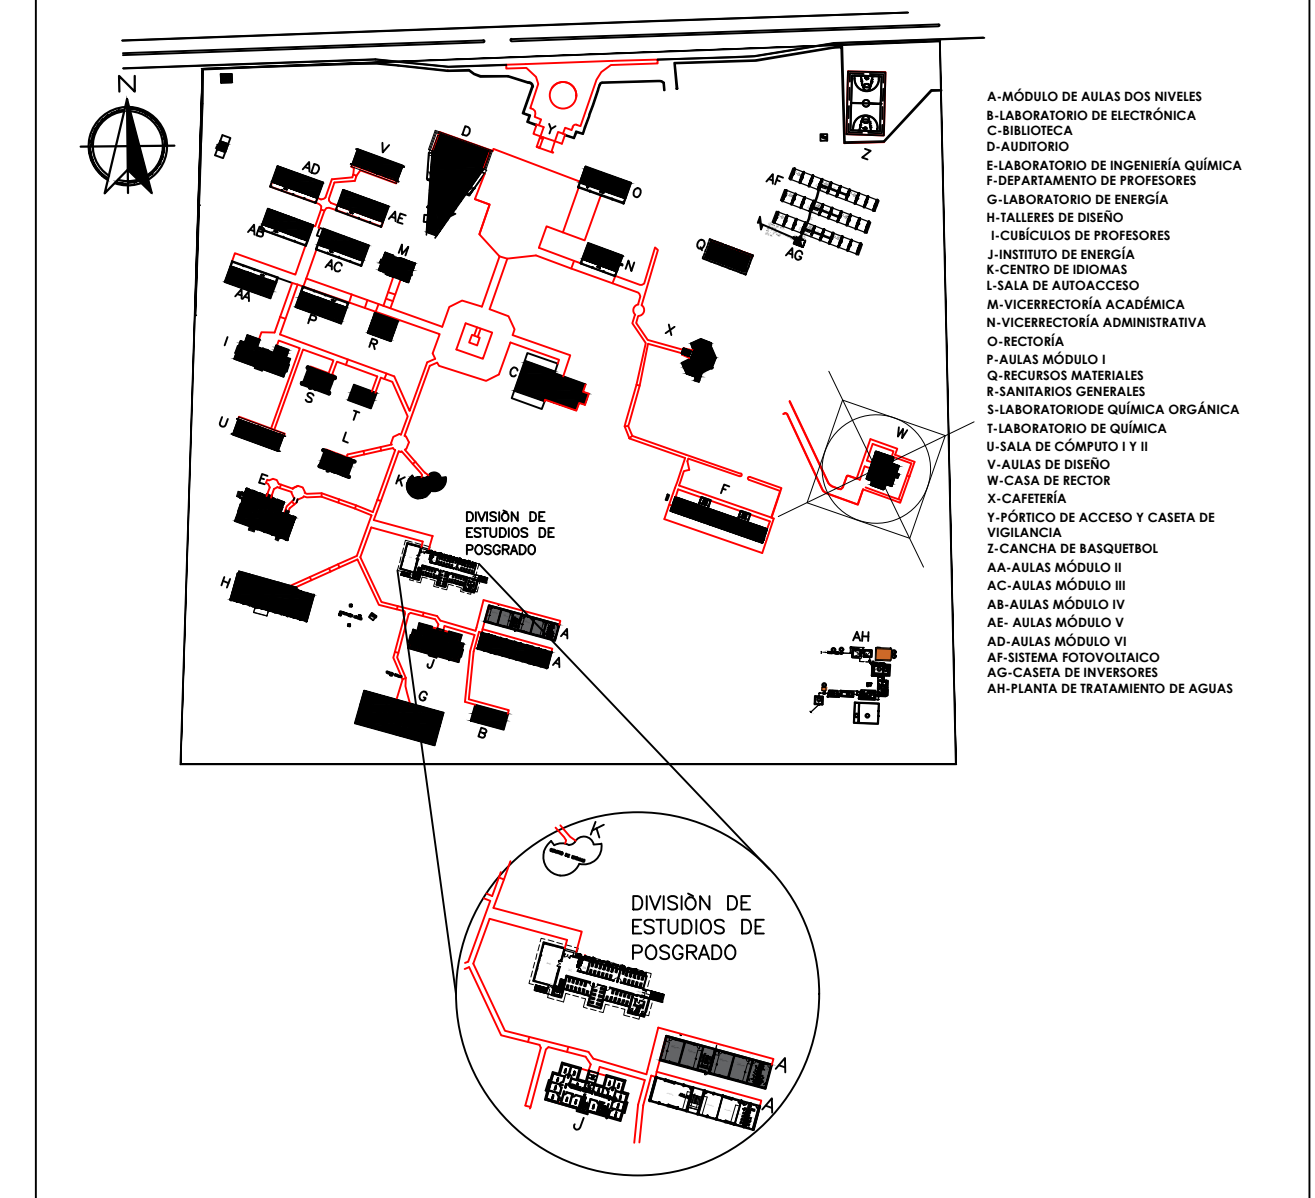 N
D
Y
V
Z
AD
AF
AE
O
AB
AC
M
Q
AG
N
AA
P
R
X
I
C
S
T
U
L
W
E
K
F
DIVISIÒN DE
ESTUDIOS DE
POSGRADO
H
A
A
J
AH
G
B
K
DIVISIÒN DE
ESTUDIOS DE
POSGRADO
A
A
J
A-MÓDULO DE AULAS DOS NIVELES
B-LABORATORIO DE ELECTRÓNICA
C-BIBLIOTECA
D-AUDITORIO
E-LABORATORIO DE INGENIERÍA QUÍMICA
F-DEPARTAMENTO DE PROFESORES
G-LABORATORIO DE ENERGÍA
H-TALLERES DE DISEÑO
I-CUBÍCULOS DE PROFESORES
J-INSTITUTO DE ENERGÍA
K-CENTRO DE IDIOMAS
L-SALA DE AUTOACCESO
M-VICERRECTORÍA ACADÉMICA
N-VICERRECTORÍA ADMINISTRATIVA
O-RECTORÍA
P-AULAS MÓDULO I
Q-RECURSOS MATERIALES
R-SANITARIOS GENERALES
S-LABORATORIODE QUÍMICA ORGÁNICA
T-LABORATORIO DE QUÍMICA
U-SALA DE CÓMPUTO I Y II
V-AULAS DE DISEÑO
W-CASA DE RECTOR
X-CAFETERÍA
Y-PÓRTICO DE ACCESO Y CASETA DE
VIGILANCIA
Z-CANCHA DE BASQUETBOL
AA-AULAS MÓDULO II
AC-AULAS MÓDULO III
AB-AULAS MÓDULO IV
AE- AULAS MÓDULO V
AD-AULAS MÓDULO VI
AF-SISTEMA FOTOVOLTAICO
AG-CASETA DE INVERSORES
AH-PLANTA DE TRATAMIENTO DE AGUAS